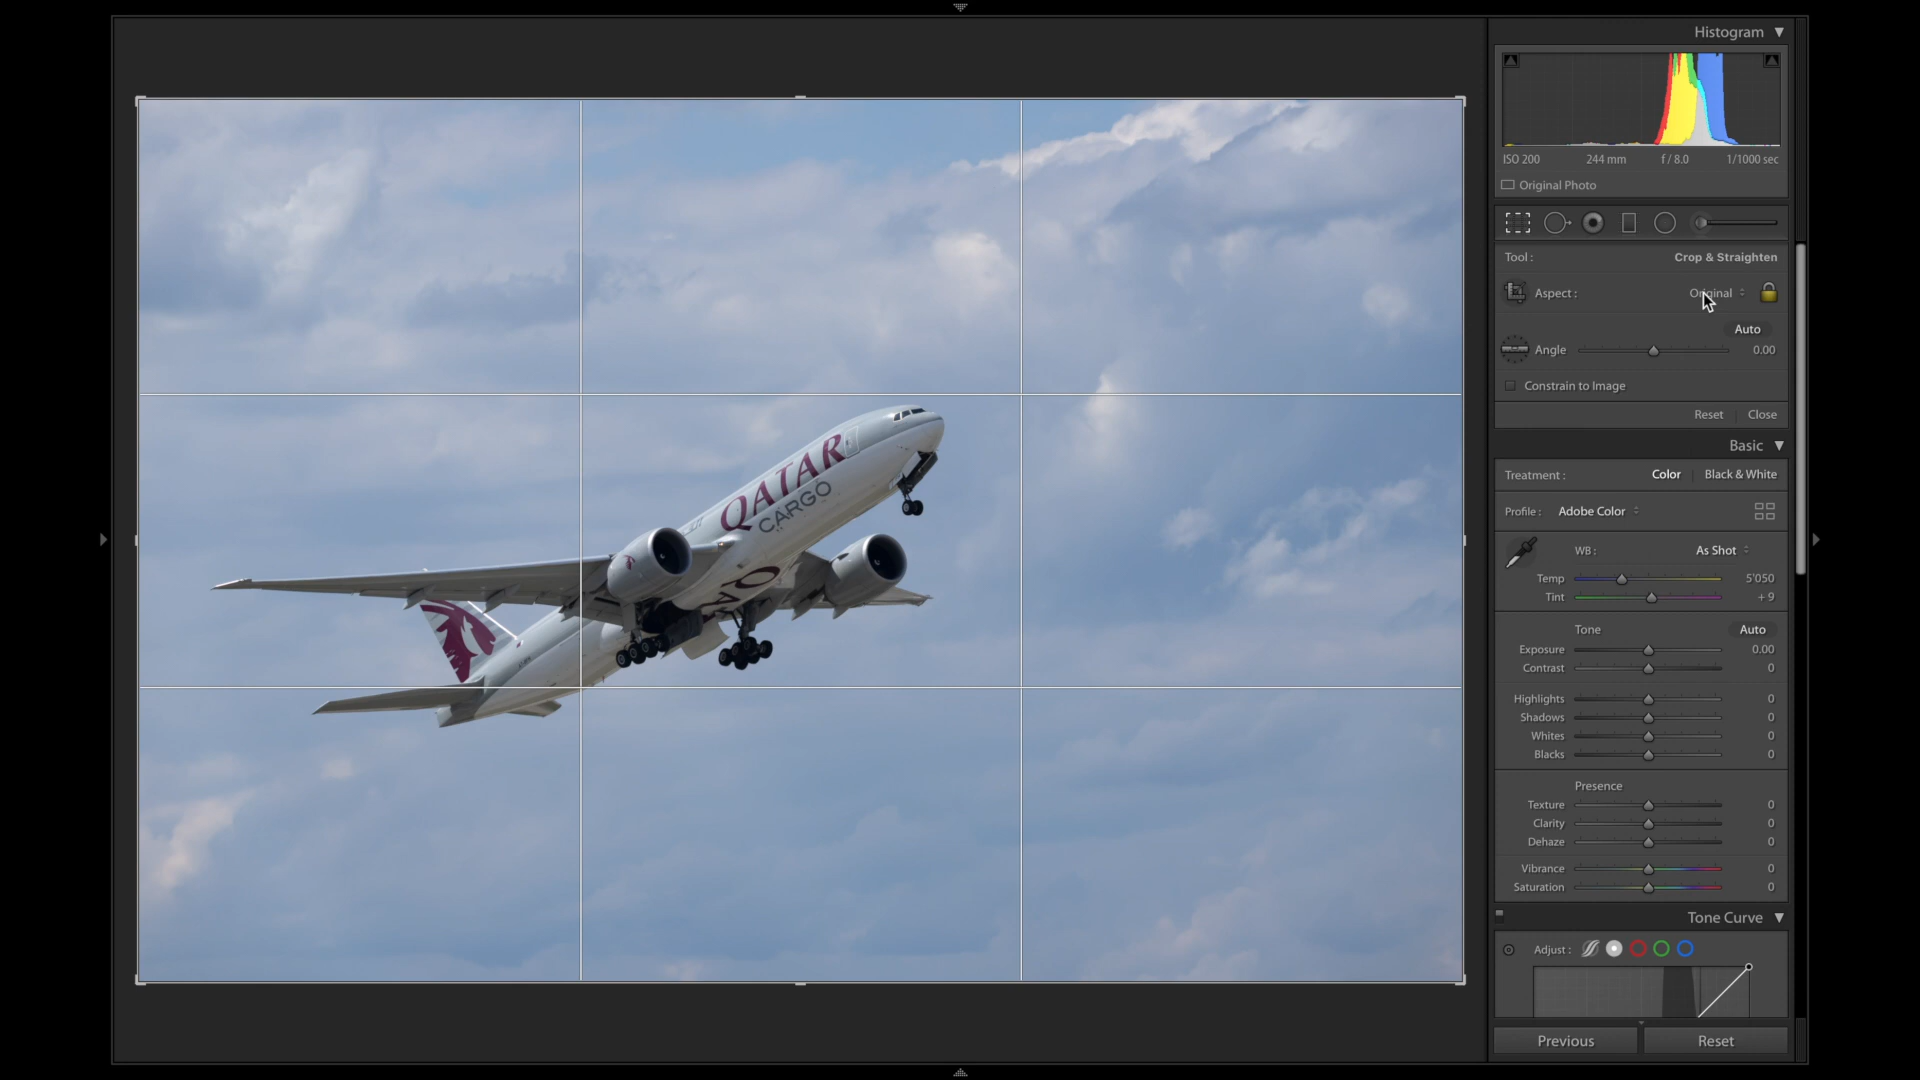 Histogram
ISO 200 244 mm f / 8.0 1/1000 sec
Original Photo
Tool : Crop & Straighten
Aspect : Original
Auto
Angle 0.00
Constrain to Image
Reset Close
Basic
Treatment : Color Black & White
Profile : Adobe Color
WB : As Shot
Temp 5'050
Tint + 9
Tone Auto
Exposure 0.00
Contrast 0
Highlights 0
Shadows 0
Whites 0
Blacks 0
Presence
Texture 0
Clarity 0
Dehaze 0
Vibrance 0
Saturation 0
Tone Curve
Adjust :
Previous Reset
QATAR
CARGO
QA